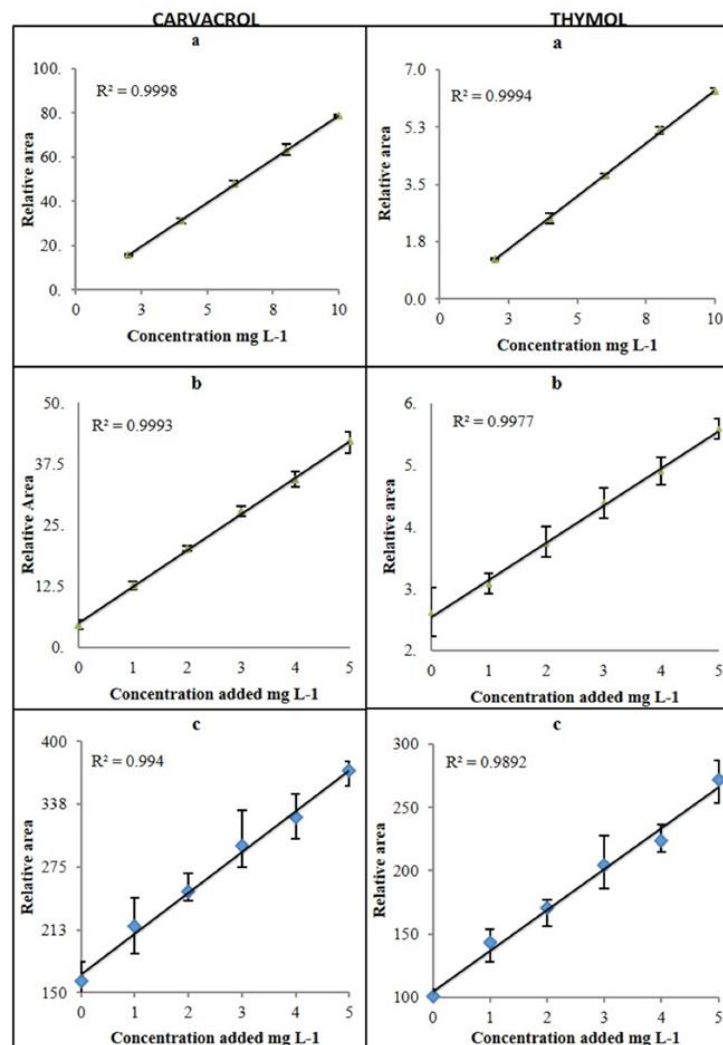 CARVACROL
a
R² = 0.9998
100.
80.
60.
40.
20.
0.
Relative area
0 3 5 8 10
Concentration mg L-1
THYMOL
a
R² = 0.9994
7.0
5.3
3.5
1.8
0.0
Relative area
0 3 5 8 10
Concentration mg L-1
b
R² = 0.9993
50.
37.5
25.
12.5
0.
Relative Area
0 1 2 3 4 5
Concentration added mg L-1
b
R² = 0.9977
6.
5.
4.
3.
2.
Relative area
0 1 2 3 4 5
Concentration added mg L-1
c
R² = 0.994
400
338
275
213
150
Relative area
0 1 2 3 4 5
Concentration added mg L-1
c
R² = 0.9892
300
250
200
150
100
Relative area
0 1 2 3 4 5
Concentration added mg L-1